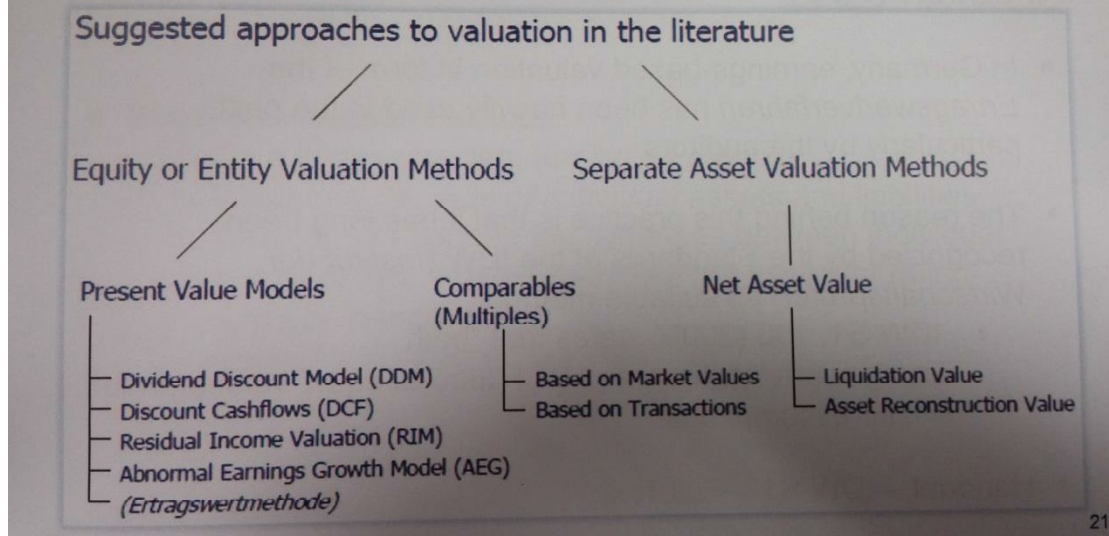 Suggested approaches to valuation in the literature
Equity or Entity Valuation Methods
Separate Asset Valuation Methods
Present Value Models
Comparables
(Multiples)
Net Asset Value
Dividend Discount Model (DDM)
Discount Cashflows (DCF)
Residual Income Valuation (RIM)
Abnormal Earnings Growth Model (AEG)
(Ertragswertmethode)
Based on Market Values
Based on Transactions
Liquidation Value
Asset Reconstruction Value
21